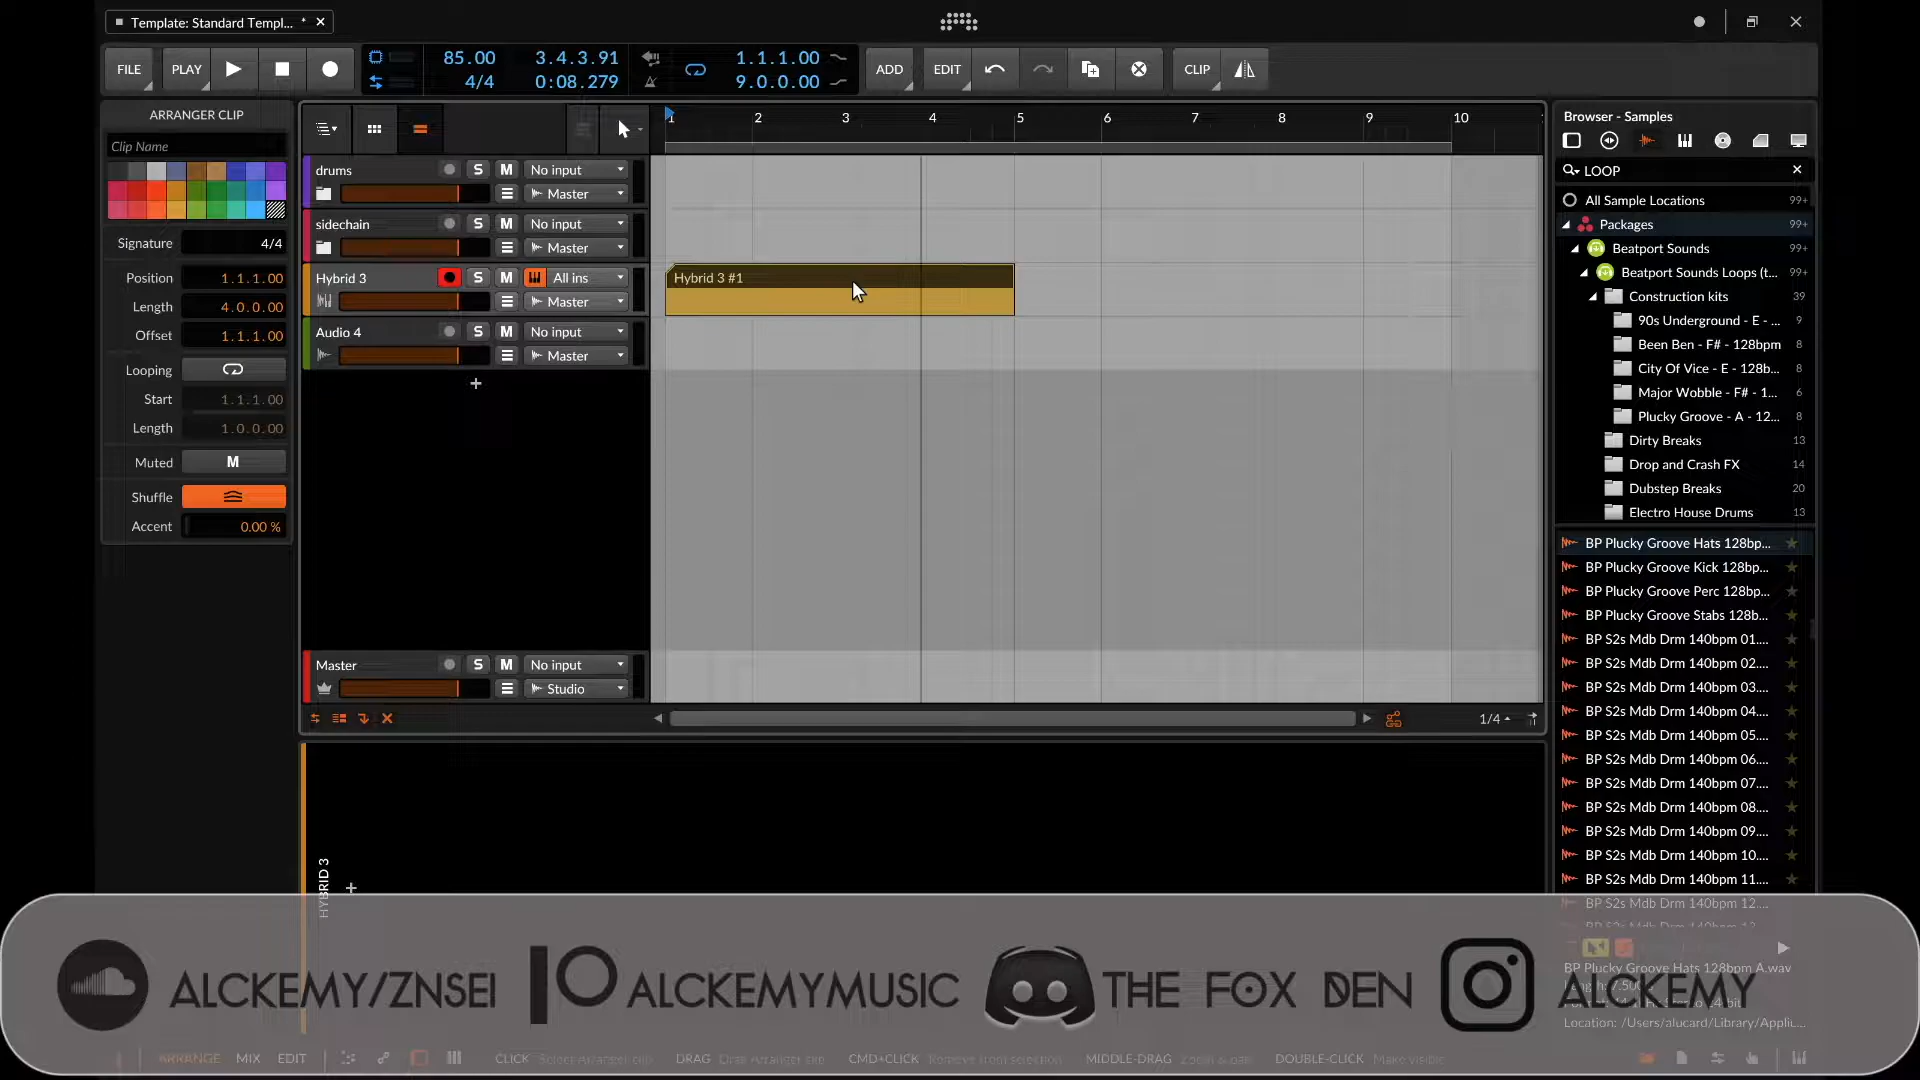 Template: Standard Templ... *
FILE
PLAY
85.00
4/4
3.4.3.91
0:08.279
1.1.1.00
9.0.0.00
ADD
EDIT
CLIP
ARRANGER CLIP
Clip Name
Signature 4/4
Position 1.1.1.00
Length 4.0.0.00
Offset 1.1.1.00
Looping
Start 1.1.1.00
Length 1.0.0.00
Muted M
Shuffle
Accent 0.00 %
1 2 3 4 5 6 7 8 9 10
drums S M No input
Master
sidechain S M No input
Master
Hybrid 3 S M All ins
Master
Hybrid 3 #1
Audio 4 S M No input
Master
+
Master S M No input
Studio
1/4
HYBRID 3
+
Browser - Samples
LOOP
All Sample Locations 99+
Packages 99+
Beatport Sounds 99+
Beatport Sounds Loops (t... 99+
Construction kits 39
90s Underground - E - ... 9
Been Ben - F# - 128bpm 8
City Of Vice - E - 128b... 8
Major Wobble - F# - 1... 6
Plucky Groove - A - 12... 8
Dirty Breaks 13
Drop and Crash FX 14
Dubstep Breaks 20
Electro House Drums 13
BP Plucky Groove Hats 128bp...
BP Plucky Groove Kick 128bp...
BP Plucky Groove Perc 128bp...
BP Plucky Groove Stabs 128b...
BP S2s Mdb Drm 140bpm 01....
BP S2s Mdb Drm 140bpm 02....
BP S2s Mdb Drm 140bpm 03....
BP S2s Mdb Drm 140bpm 04....
BP S2s Mdb Drm 140bpm 05....
BP S2s Mdb Drm 140bpm 06....
BP S2s Mdb Drm 140bpm 07....
BP S2s Mdb Drm 140bpm 08....
BP S2s Mdb Drm 140bpm 09....
BP S2s Mdb Drm 140bpm 10....
BP S2s Mdb Drm 140bpm 11....
BP S2s Mdb Drm 140bpm 12....
BP Plucky Groove Hats 128bpm A.wav
Location: /Users/alucard/Library/Appli...
ALCKEMY/ZNSEI
ALCKEMYMUSIC
THE FOX DEN
ALCKEMY
ARRANGE MIX EDIT
CLICK Select Arranger clip
DRAG Drag Arranger clip
CMD+CLICK Remove from selection
MIDDLE-DRAG Zoom & pan
DOUBLE-CLICK Make visible